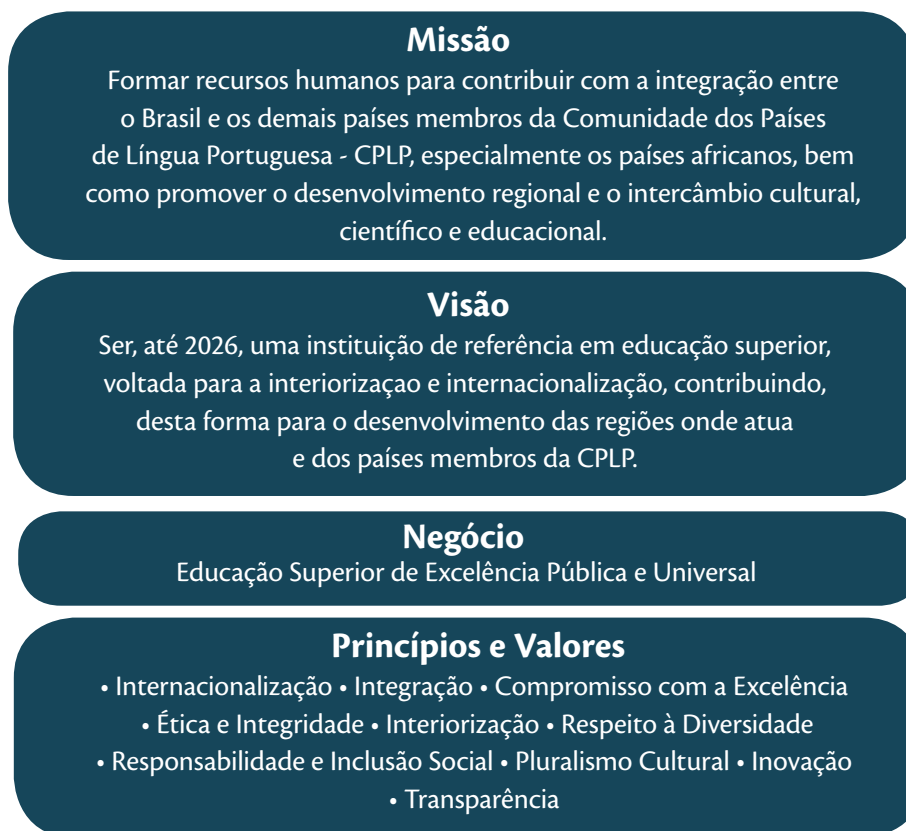 Missão
Formar recursos humanos para contribuir com a integração entre
o Brasil e os demais países membros da Comunidade dos Países
de Língua Portuguesa - CPLP, especialmente os países africanos, bem
como promover o desenvolvimento regional e o intercâmbio cultural,
científico e educacional.
Visão
Ser, até 2026, uma instituição de referência em educação superior,
voltada para a interiorizaçao e internacionalização, contribuindo,
desta forma para o desenvolvimento das regiões onde atua
e dos países membros da CPLP.
Negócio
Educação Superior de Excelência Pública e Universal
Princípios e Valores
• Internacionalização • Integração • Compromisso com a Excelência
• Ética e Integridade • Interiorização • Respeito à Diversidade
• Responsabilidade e Inclusão Social • Pluralismo Cultural • Inovação
• Transparência